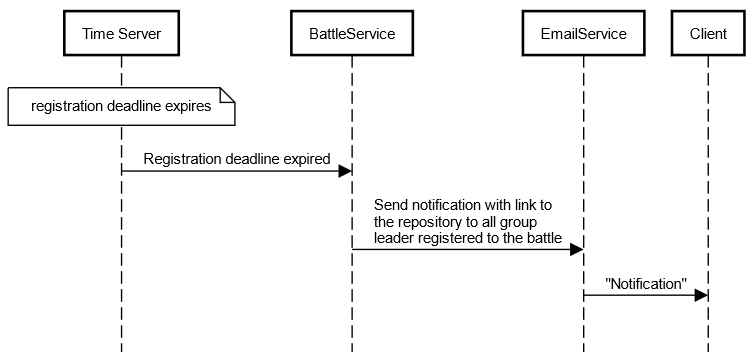 Time Server
BattleService
EmailService
Client
registration deadline expires
Registration deadline expired
Send notification with link to
the repository to all group
leader registered to the battle
"Notification"